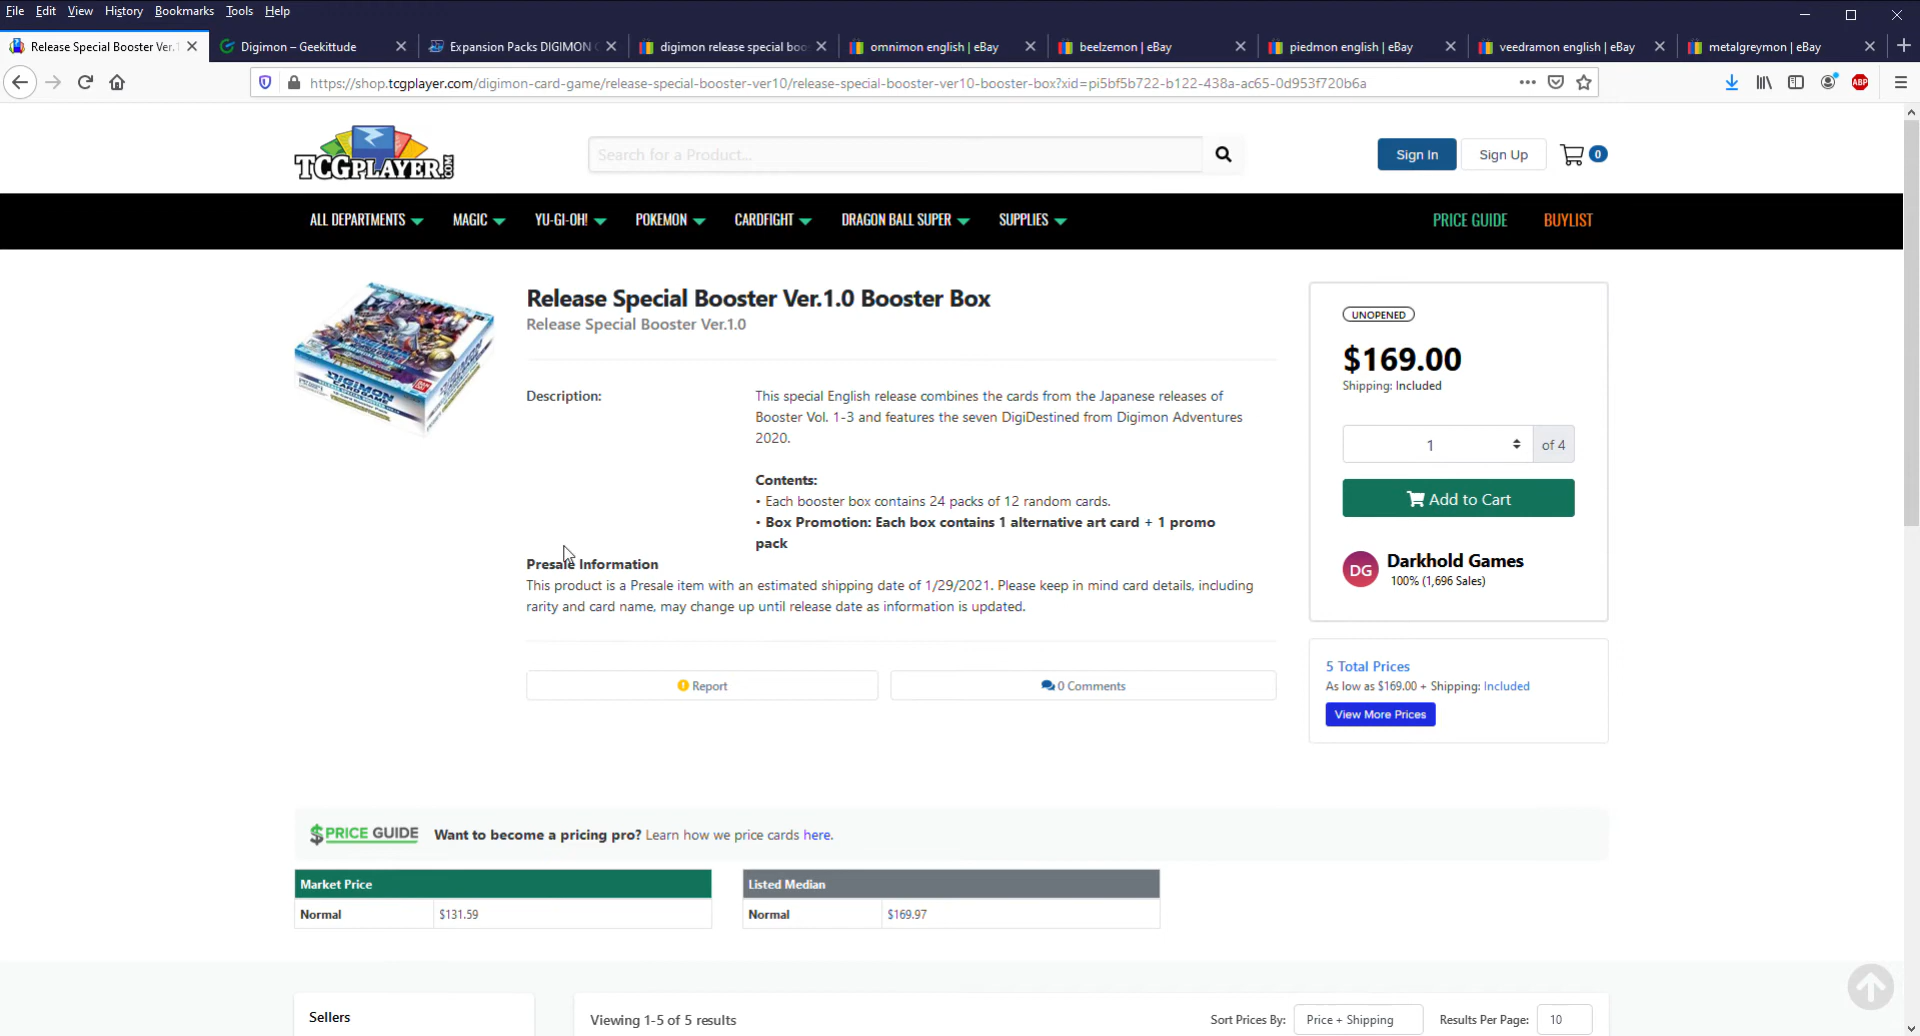 File Edit View History Bookmarks Tools Help
Release Special Booster Ver.1
Digimon – Geekittude
Expansion Packs DIGIMON
digimon release special boo
omnimon english | eBay
beelzemon | eBay
piedmon english | eBay
veedramon english | eBay
metalgreymon | eBay
https://shop.tcgplayer.com/digimon-card-game/release-special-booster-ver10/release-special-booster-ver10-booster-box?xid=pi5bf5b722-b122-438a-ac65-0d953f720b6a
ABP
TCGPLAYER.COM
Search for a Product...
Sign In
Sign Up
0
ALL DEPARTMENTS MAGIC YU-GI-OH! POKEMON CARDFIGHT DRAGON BALL SUPER SUPPLIES PRICE GUIDE BUYLIST
DIGIMON
Release Special Booster Ver.1.0 Booster Box
Release Special Booster Ver.1.0
Description:
This special English release combines the cards from the Japanese releases of
Booster Vol. 1-3 and features the seven DigiDestined from Digimon Adventures
2020.
Contents:
• Each booster box contains 24 packs of 12 random cards.
• Box Promotion: Each box contains 1 alternative art card + 1 promo
pack
Presale Information
This product is a Presale item with an estimated shipping date of 1/29/2021. Please keep in mind card details, including
rarity and card name, may change up until release date as information is updated.
Report
0 Comments
UNOPENED
$169.00
Shipping: Included
1 of 4
Add to Cart
DG
Darkhold Games
100% (1,696 Sales)
5 Total Prices
As low as $169.00 + Shipping: Included
View More Prices
$PRICE GUIDE Want to become a pricing pro? Learn how we price cards here.
Market Price
Normal $131.59
Listed Median
Normal $169.97
Sellers
Viewing 1-5 of 5 results
Sort Prices By: Price + Shipping
Results Per Page: 10